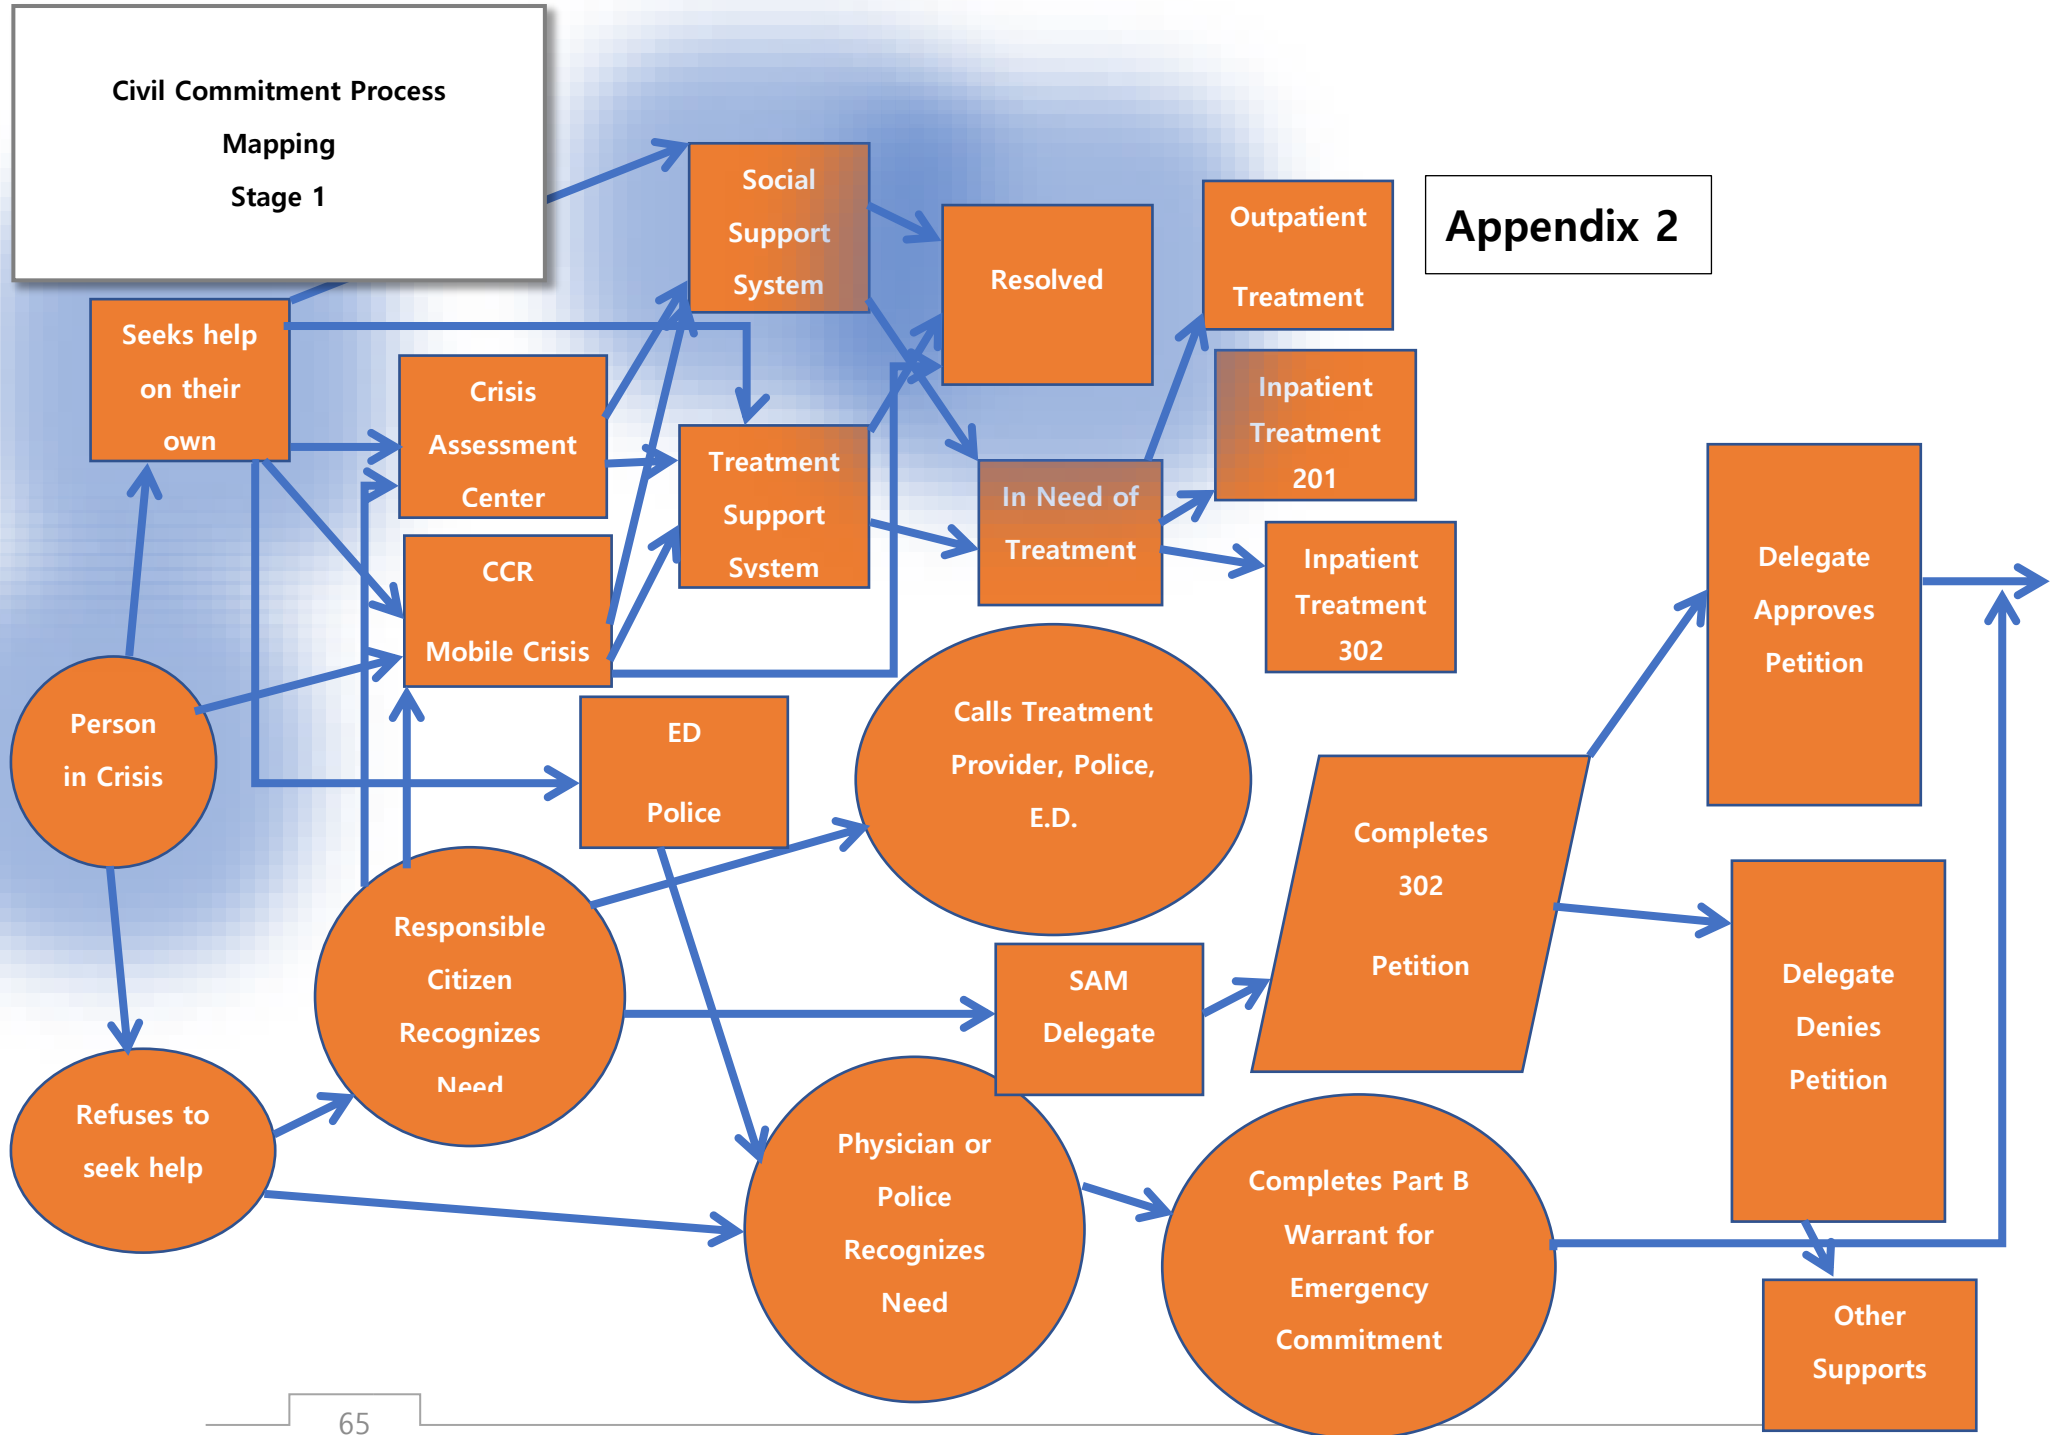 Civil Commitment Process
Mapping
Stage 1
Appendix 2
Social
Support
System
Outpatient
Treatment
Resolved
Seeks help
on their
own
Crisis
Assessment
Center
Inpatient
Treatment
201
Treatment
Support
System
In Need of
Treatment
Inpatient
Treatment
302
Delegate
Approves
Petition
CCR
Mobile Crisis
Person
in Crisis
ED
Police
Calls Treatment
Provider, Police,
E.D.
Completes
302
Petition
Responsible
Citizen
Recognizes
Need
SAM
Delegate
Delegate
Denies
Petition
Refuses to
seek help
Physician or
Police
Recognizes
Need
Completes Part B
Warrant for
Emergency
Commitment
Other
Supports
65